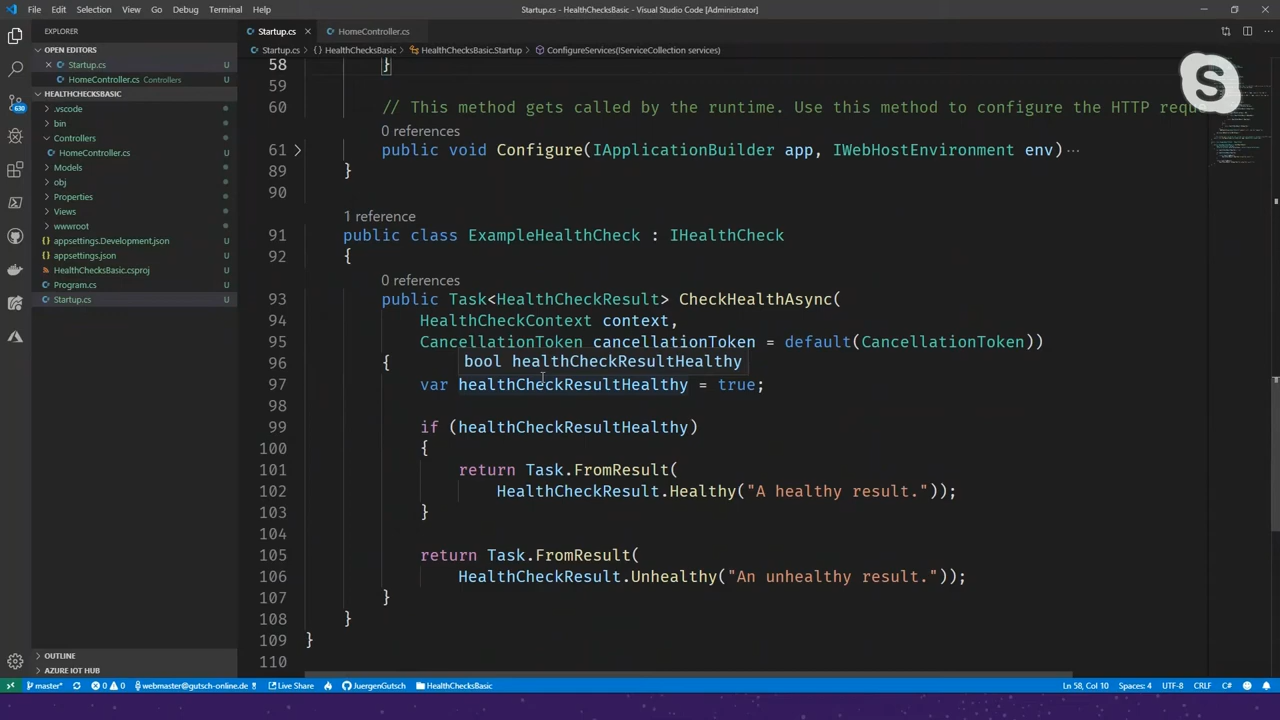 File Edit Selection View Go Debug Terminal Help
Startup.cs - HealthChecksBasic - Visual Studio Code [Administrator]
EXPLORER
OPEN EDITORS
Startup.cs
HomeController.cs Controllers
HEALTHCHECKSBASIC
.vscode
bin
Controllers
HomeController.cs U
Models
obj
Properties
Views
wwwroot
appsettings.Development.json U
appsettings.json U
HealthChecksBasic.csproj U
Program.cs U
Startup.cs U
OUTLINE
AZURE IOT HUB
630
Startup.cs HomeController.cs
Startup.cs > { } HealthChecksBasic > HealthChecksBasic.Startup > ConfigureServices(IServiceCollection services)
S
58 }
59
60 // This method gets called by the runtime. Use this method to configure the HTTP reque
0 references
61 public void Configure(IApplicationBuilder app, IWebHostEnvironment env)...
89 }
90
1 reference
91 public class ExampleHealthCheck : IHealthCheck
92 {
0 references
93 public Task<HealthCheckResult> CheckHealthAsync(
94 HealthCheckContext context,
95 CancellationToken cancellationToken = default(CancellationToken))
96 {
bool healthCheckResultHealthy
97 var healthCheckResultHealthy = true;
98
99 if (healthCheckResultHealthy)
100 {
101 return Task.FromResult(
102 HealthCheckResult.Healthy("A healthy result."));
103 }
104
105 return Task.FromResult(
106 HealthCheckResult.Unhealthy("An unhealthy result."));
107 }
108 }
109 }
110
master* 0 0 webmaster@gutsch-online.de Live Share JuergenGutsch HealthChecksBasic Ln 58, Col 10 Spaces: 4 UTF-8 CRLF C#